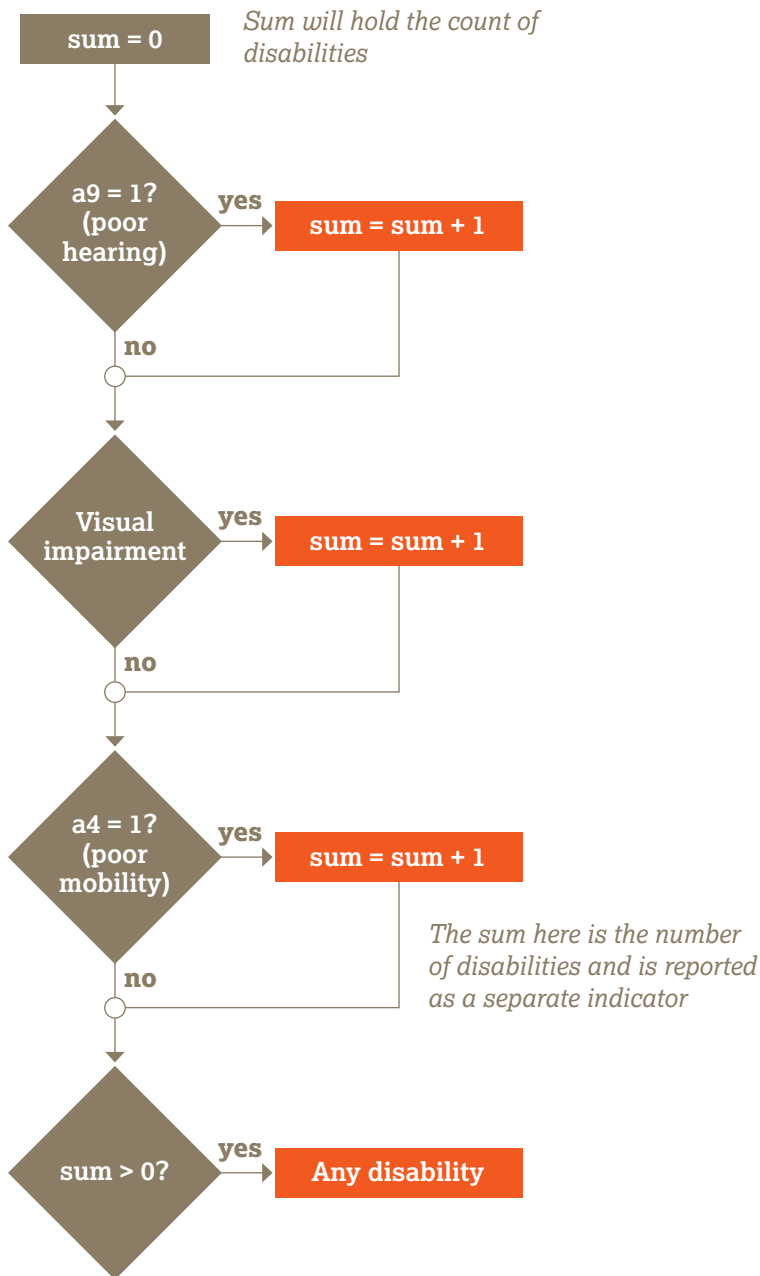 sum = 0
Sum will hold the count of
disabilities
a9 = 1?
(poor
hearing)
yes
sum = sum + 1
no
Visual
impairment
yes
sum = sum + 1
no
a4 = 1?
(poor
mobility)
yes
sum = sum + 1
The sum here is the number
of disabilities and is reported
as a separate indicator
no
sum > 0?
yes
Any disability